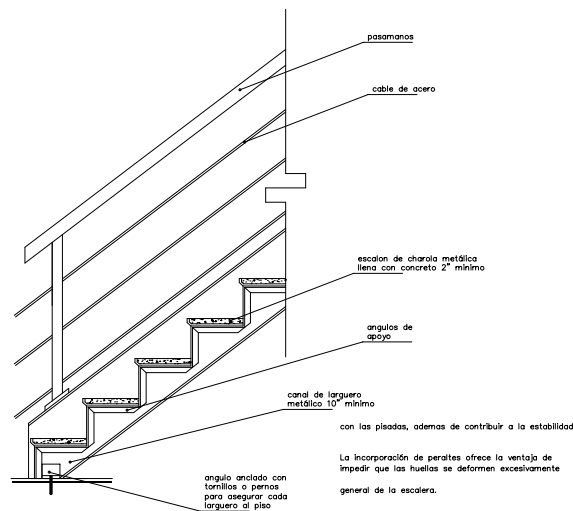 pasamanos
cable de acero
escalon de charola metálica
llena con concreto 2" minimo
angulos de
apoyo
canal de larguero
metálico 10" minimo
con las pisadas, ademas de contribuir a la estabilidad
La incorporación de peraltes ofrece la ventaja de
impedir que las huellas se deformen excesivamente
general de la escalera.
angulo anclado con
tornillos o pernos
para asegurar cada
larguero al piso